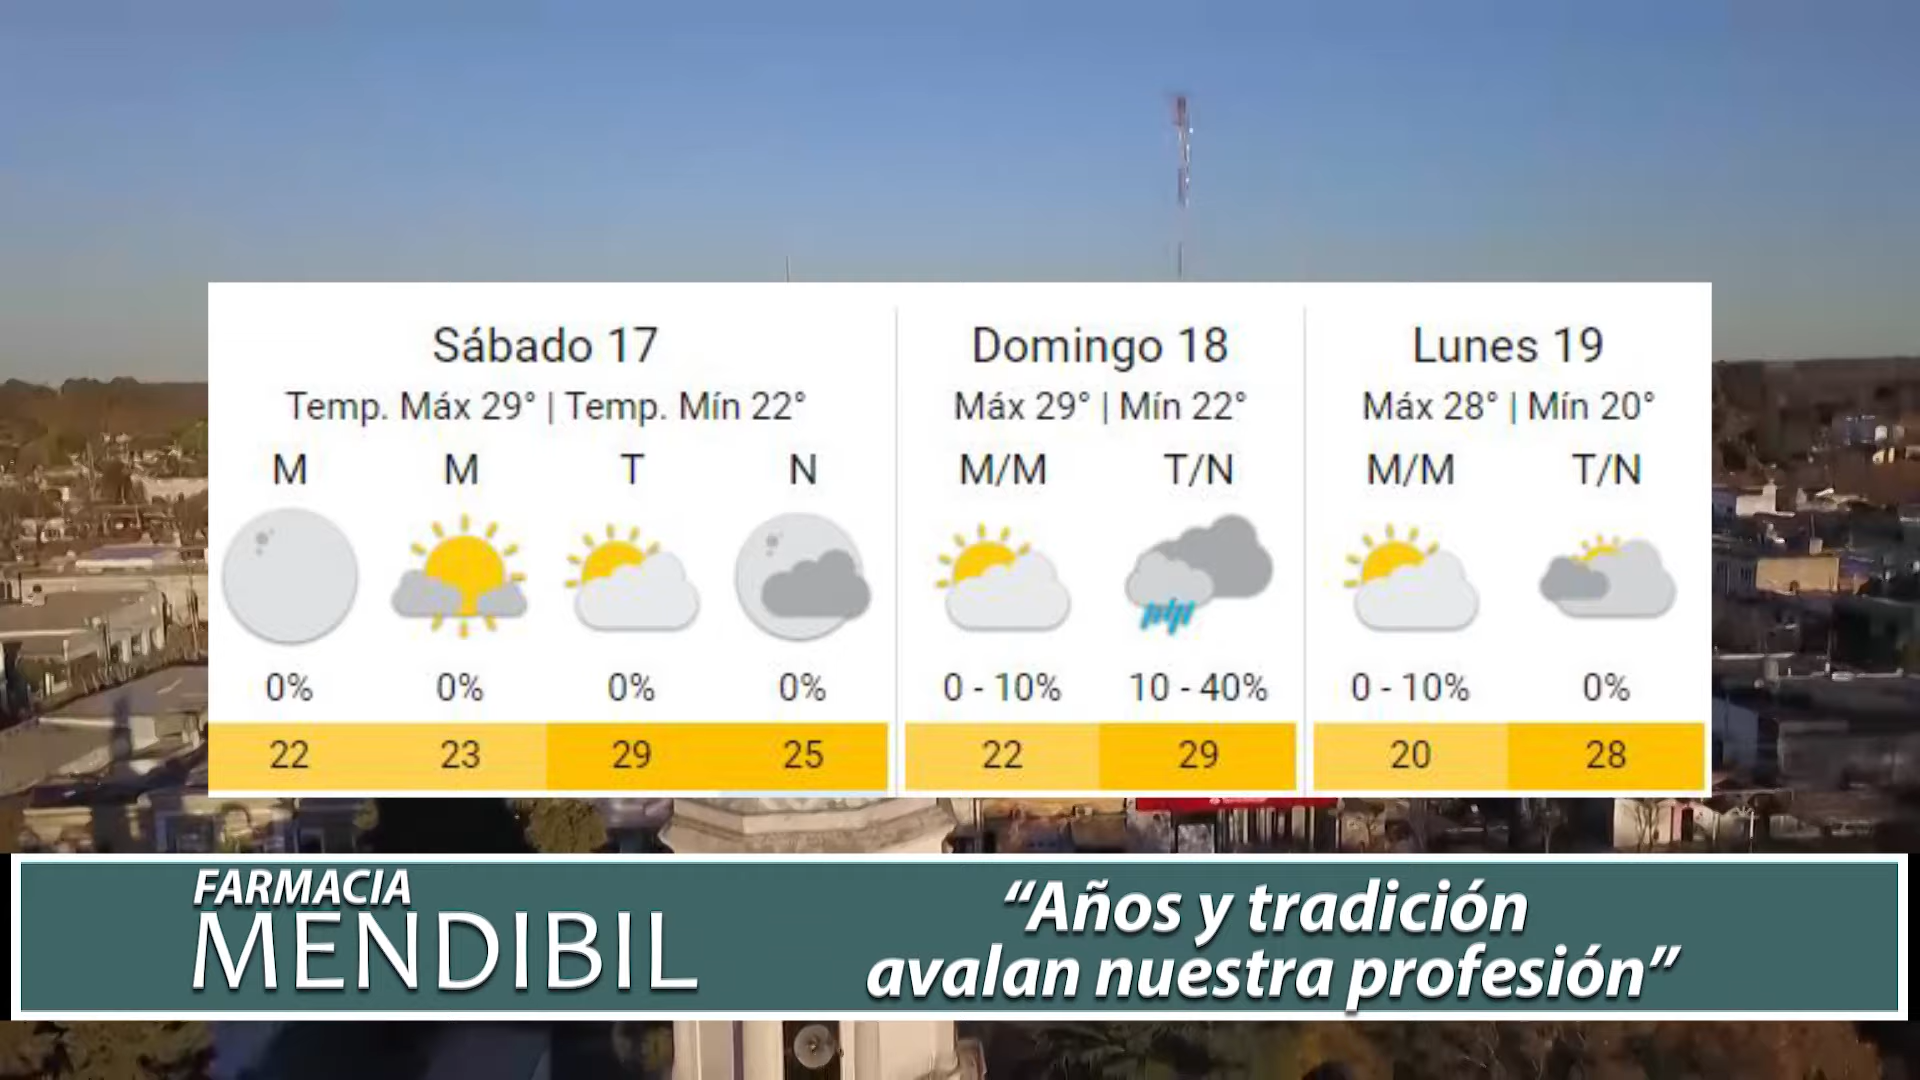 Sábado 17
Temp. Máx 29° | Temp. Mín 22°
M M T N
0% 0% 0% 0%
22 23 29 25
Domingo 18
Máx 29° | Mín 22°
M/M T/N
0 - 10% 10 - 40%
22 29
Lunes 19
Máx 28° | Mín 20°
M/M T/N
0 - 10% 0%
20 28
FARMACIA
MENDIBIL
“Años y tradición
avalan nuestra profesión”